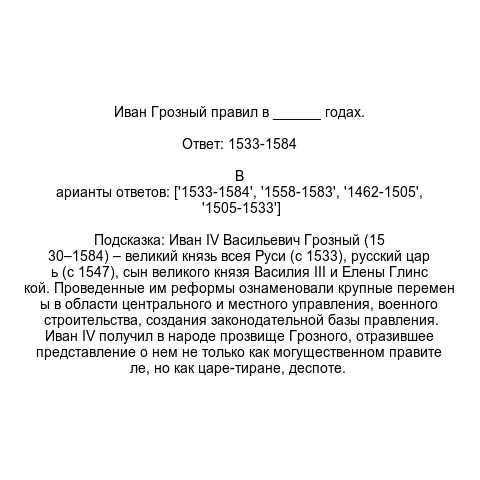 Иван Грозный правил в ______ годах.
Ответ: 1533-1584
В
арианты ответов: ['1533-1584', '1558-1583', '1462-1505',
'1505-1533']
Подсказка: Иван IV Васильевич Грозный (15
30–1584) – великий князь всея Руси (с 1533), русский цар
ь (с 1547), сын великого князя Василия III и Елены Глинс
кой. Проведенные им реформы ознаменовали крупные перемен
ы в области центрального и местного управления, военного
строительства, создания законодательной базы правления.
Иван IV получил в народе прозвище Грозного, отразившее
представление о нем не только как могущественном правите
ле, но как царе-тиране, деспоте.